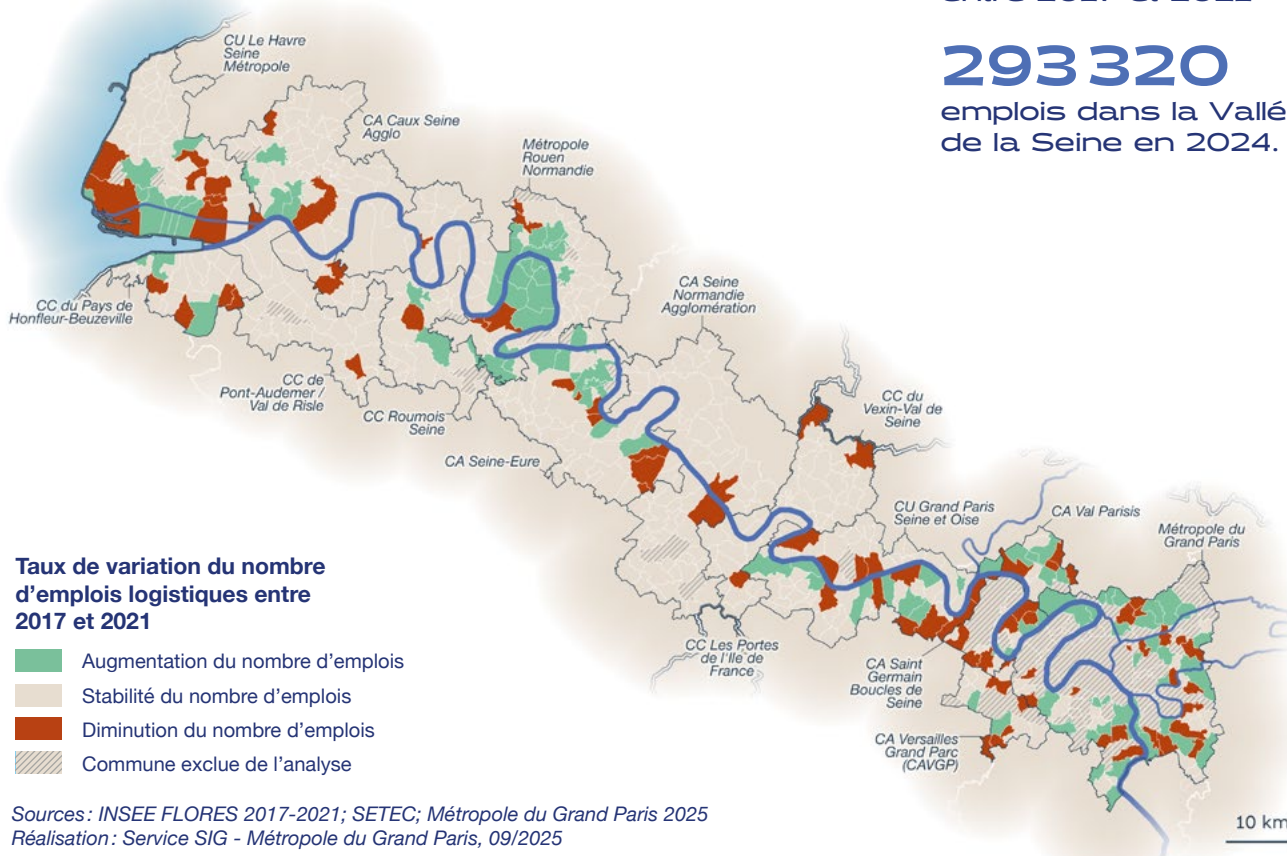 entre 2017 et 2022
293 320
emplois dans la Vallé
de la Seine en 2024.
CU Le Havre
Seine
Métropole
CA Caux Seine
Agglo
Métropole
Rouen
Normandie
CA Seine
Normandie
Agglomération
CC du Pays de
Honfleur-Beuzeville
CC de
Pont-Audemer /
Val de Risle
CC Roumois
Seine
CC du
Vexin-Val de
Seine
CA Seine-Eure
CU Grand Paris
Seine et Oise
CA Val Parisis
Métropole du
Grand Paris
CC Les Portes
de l'Ile de
France
CA Saint
Germain
Boucles de
Seine
CA Versailles
Grand Parc
(CAVGP)
Taux de variation du nombre
d'emplois logistiques entre
2017 et 2021
Augmentation du nombre d'emplois
Stabilité du nombre d'emplois
Diminution du nombre d'emplois
Commune exclue de l'analyse
Sources : INSEE FLORES 2017-2021; SETEC; Métropole du Grand Paris 2025
Réalisation : Service SIG - Métropole du Grand Paris, 09/2025
10 km